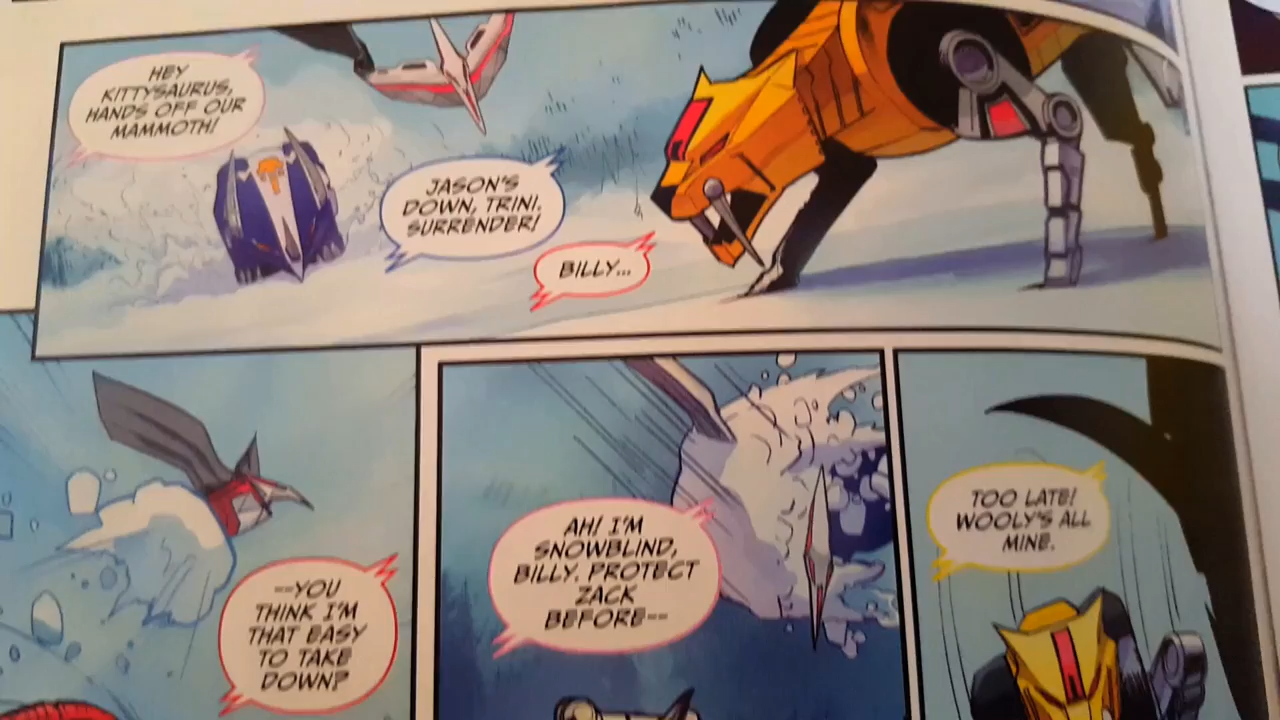 HEY
KITTYSAURUS,
HANDS OFF OUR
MAMMOTH!
JASON'S
DOWN, TRINI.
SURRENDER!
BILLY...
--YOU
THINK I'M
THAT EASY
TO TAKE
DOWN?
AH! I'M
SNOWBLIND,
BILLY. PROTECT
ZACK
BEFORE--
TOO LATE!
WOOLY'S ALL
MINE.